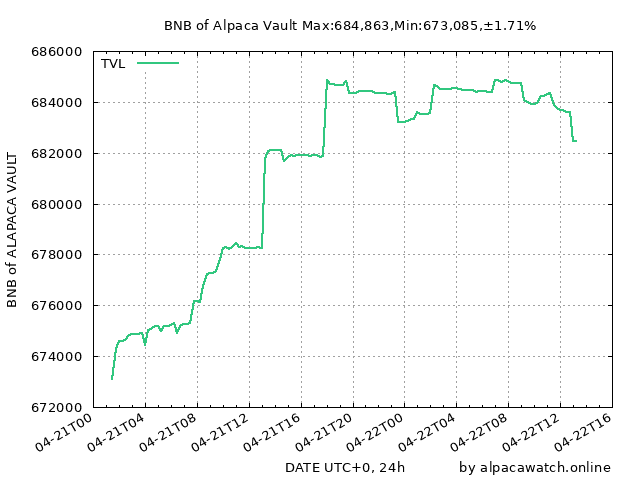 BNB of Alpaca Vault Max:684,863,Min:673,085,±1.71%
686000
TVL
684000
682000
680000
678000
676000
674000
672000
BNB of ALAPACA VAULT
04-21T00
04-21T04
04-21T08
04-21T12
04-21T16
04-21T20
04-22T00
04-22T04
04-22T08
04-22T12
04-22T16
DATE UTC+0, 24h
by alpacawatch.online